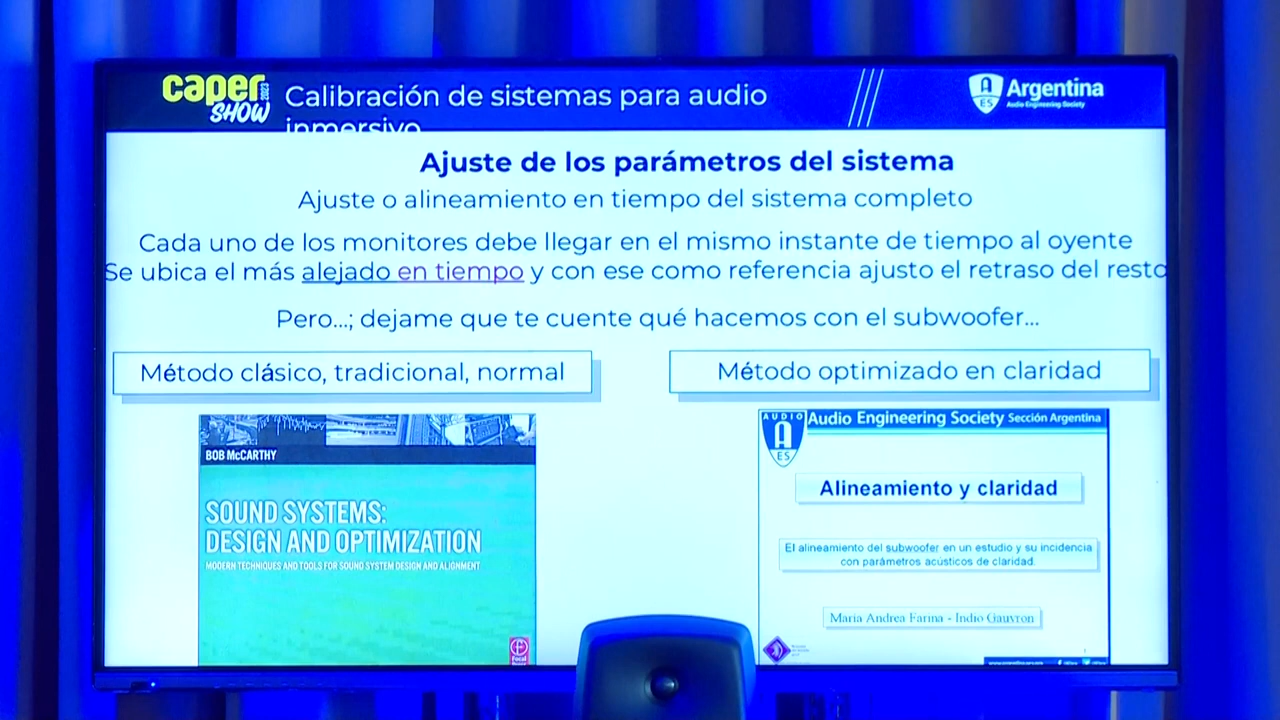 caper
SHOW
2023
Calibración de sistemas para audio
inmersivo
A
ES
Argentina
Audio Engineering Society
Ajuste de los parámetros del sistema
Ajuste o alineamiento en tiempo del sistema completo
Cada uno de los monitores debe llegar en el mismo instante de tiempo al oyente
Se ubica el más alejado en tiempo y con ese como referencia ajusto el retraso del resto
Pero...; dejame que te cuente qué hacemos con el subwoofer...
Método clásico, tradicional, normal
Método optimizado en claridad
BOB McCARTHY
SOUND SYSTEMS:
DESIGN AND OPTIMIZATION
MODERN TECHNIQUES AND TOOLS FOR SOUND SYSTEM DESIGN AND ALIGNMENT
Focal
AUDIO
A
ES
Audio Engineering Society Sección Argentina
Alineamiento y claridad
El alineamiento del subwoofer en un estudio y su incidencia
con parámetros acústicos de claridad.
María Andrea Farina - Indio Gauvron